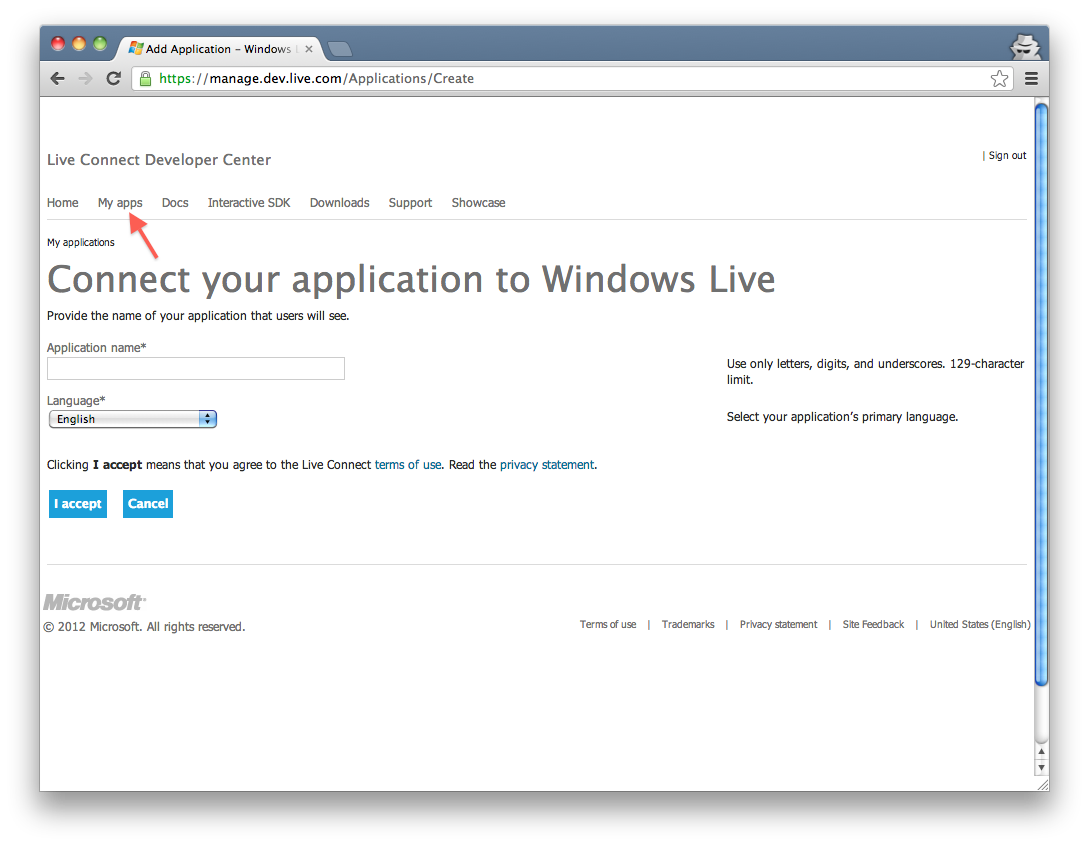 Add Application – Windows
https://manage.dev.live.com/Applications/Create
Live Connect Developer Center
| Sign out
Home My apps Docs Interactive SDK Downloads Support Showcase
My applications
Connect your application to Windows Live
Provide the name of your application that users will see.
Application name*
Use only letters, digits, and underscores. 129-character
limit.
Language*
English
Select your application's primary language.
Clicking I accept means that you agree to the Live Connect terms of use. Read the privacy statement.
I accept Cancel
Microsoft
© 2012 Microsoft. All rights reserved.
Terms of use | Trademarks | Privacy statement | Site Feedback | United States (English)